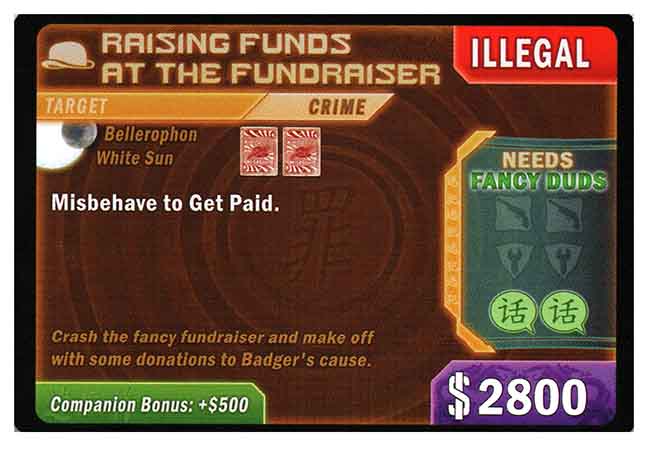 RAISING FUNDS
AT THE FUNDRAISER
ILLEGAL
TARGET
CRIME
Bellerophon
White Sun
Misbehave to Get Paid.
NEEDS
FANCY DUDS
罪
话 话
Crash the fancy fundraiser and make off
with some donations to Badger's cause.
Companion Bonus: +$500
$2800